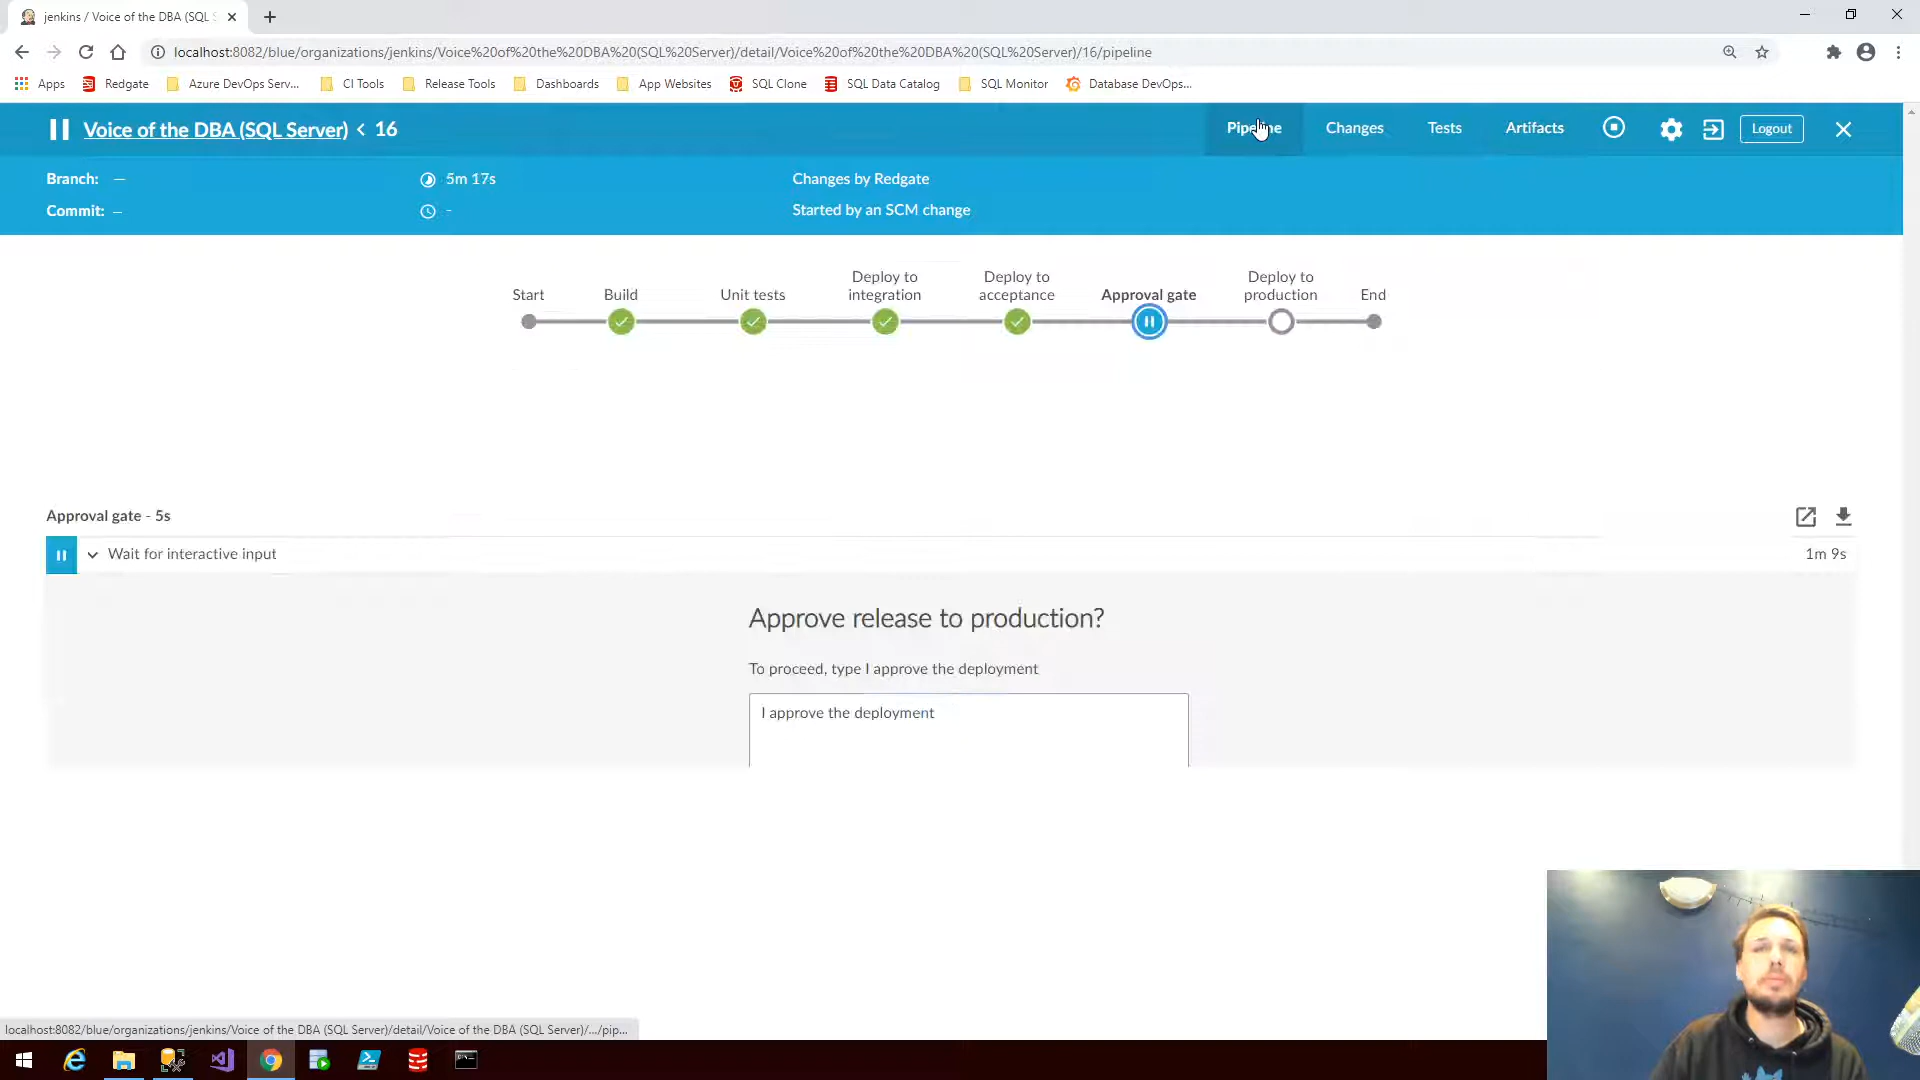 jenkins / Voice of the DBA (SQL S
localhost:8082/blue/organizations/jenkins/Voice%20of%20the%20DBA%20(SQL%20Server)/detail/Voice%20of%20the%20DBA%20(SQL%20Server)/16/pipeline
Apps Redgate Azure DevOps Serv... CI Tools Release Tools Dashboards App Websites SQL Clone SQL Data Catalog SQL Monitor Database DevOps...
Voice of the DBA (SQL Server) < 16 Pipeline Changes Tests Artifacts Logout
Branch: — 5m 17s Changes by Redgate
Commit: — - Started by an SCM change
Start Build Unit tests Deploy to integration Deploy to acceptance Approval gate Deploy to production End
Approval gate - 5s
Wait for interactive input 1m 9s
Approve release to production?
To proceed, type I approve the deployment
I approve the deployment
localhost:8082/blue/organizations/jenkins/Voice of the DBA (SQL Server)/detail/Voice of the DBA (SQL Server)/.../pip...